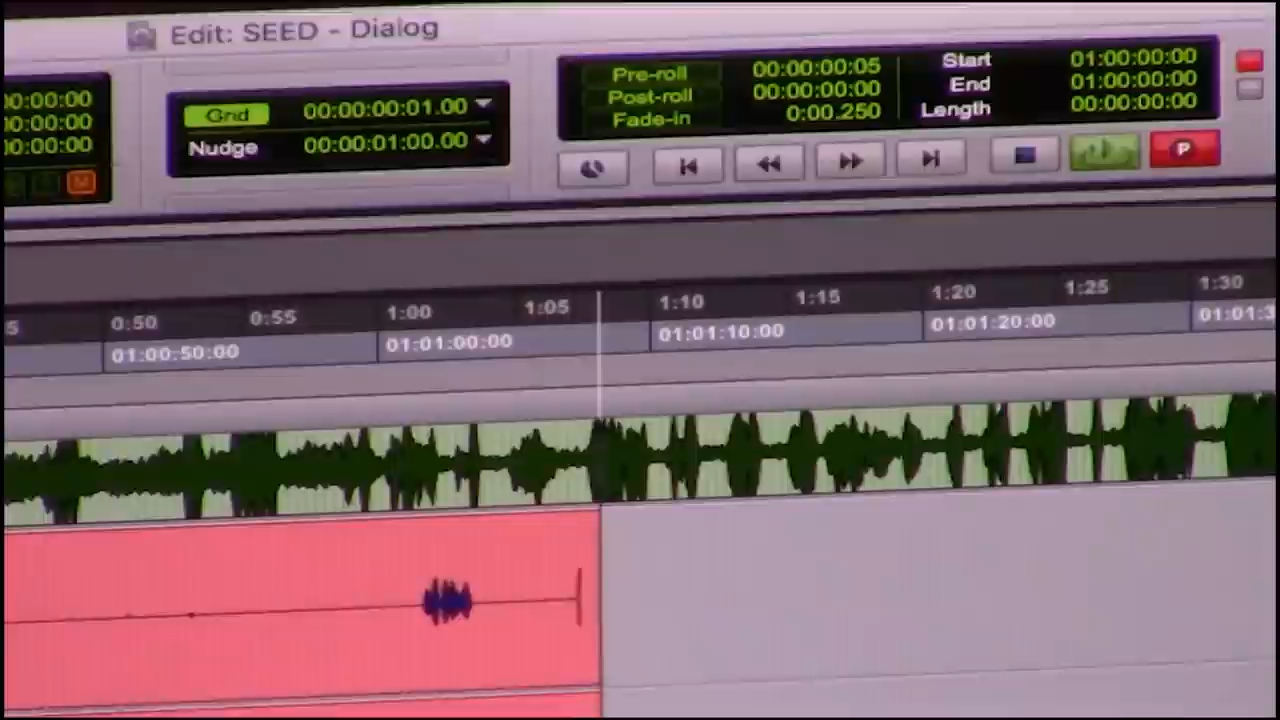 Edit: SEED - Dialog
00:00:00
00:00:00
00:00:00
M
Grid 00:00:00:01.00
Nudge 00:00:01:00.00
Pre-roll 00:00:00:05
Post-roll 00:00:00:00
Fade-in 0:00.250
Start 01:00:00:00
End 01:00:00:00
Length 00:00:00:00
P
5 0:50 0:55 1:00 1:05 1:10 1:15 1:20 1:25 1:30
01:00:50:00 01:01:00:00 01:01:10:00 01:01:20:00 01:01:3